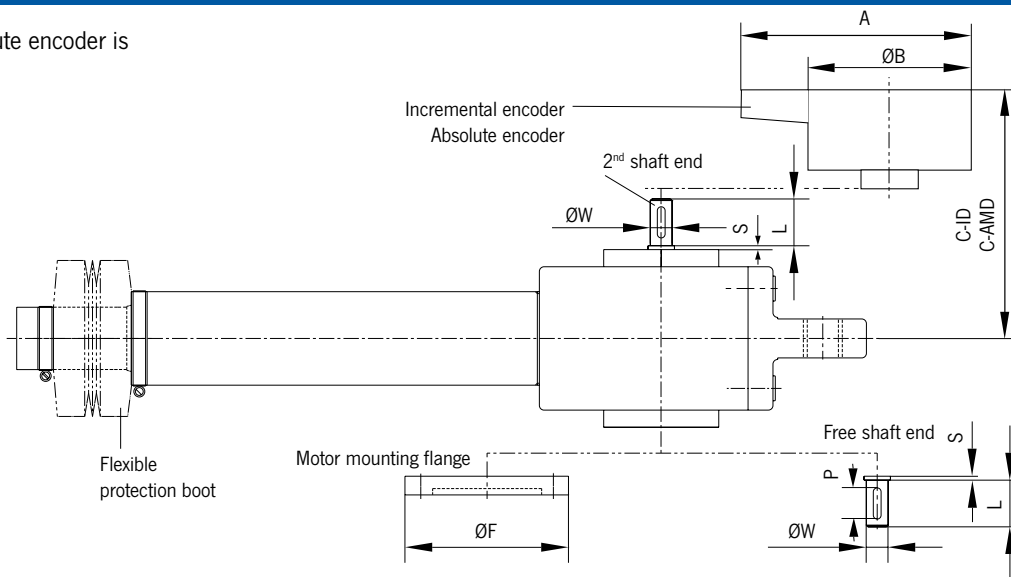 ute encoder is
A
ØB
Incremental encoder
Absolute encoder
2nd shaft end
ØW
S
L
C-ID
C-AMD
Flexible
protection boot
Motor mounting flange
ØF
Free shaft end
S
P
L
ØW